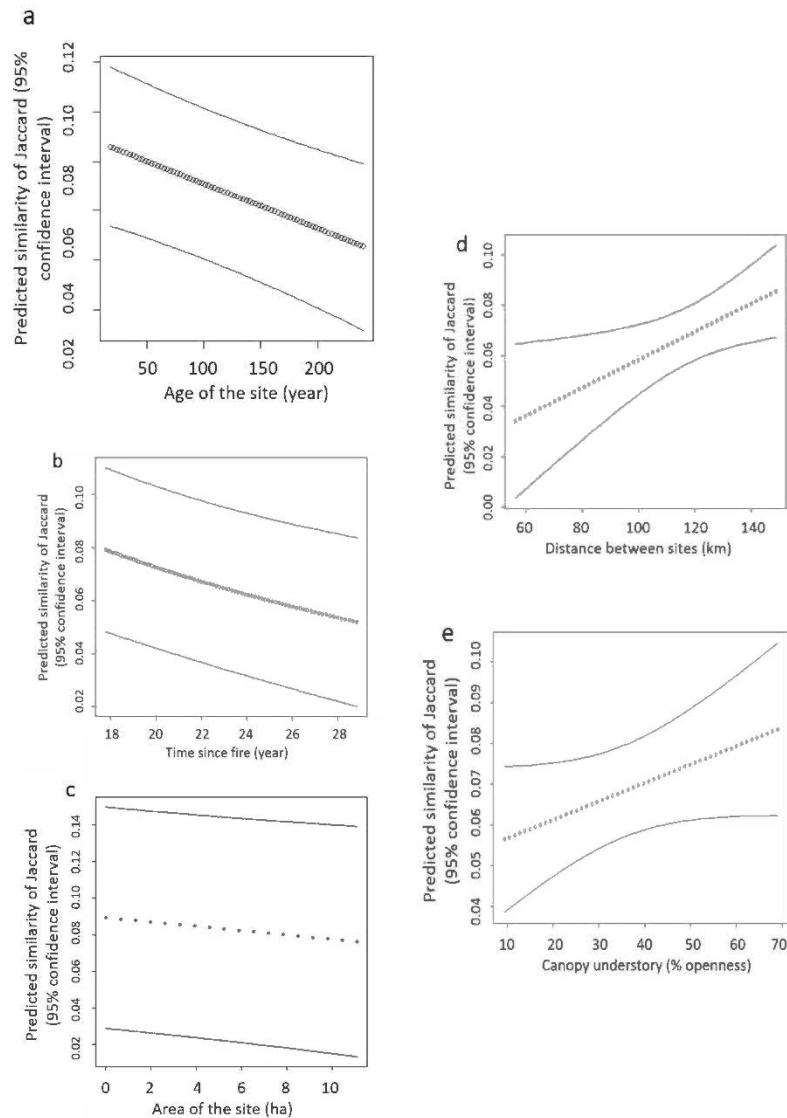 a
Predicted similarity of Jaccard (95%
confidence interval)
0.02 0.04 0.06 0.08 0.10 0.12
50 100 150 200
Age of the site (year)
b
Predicted similarity of Jaccard
(95% confidence interval)
0.02 0.04 0.06 0.08 0.10
18 20 22 24 26 28
Time since fire (year)
c
Predicted similarity of Jaccard
(95% confidence interval)
0.02 0.04 0.06 0.08 0.10 0.14
0 2 4 6 8 10
Area of the site (ha)
d
Predicted similarity of Jaccard
(95% confidence interval)
0.00 0.02 0.04 0.06 0.08 0.10
60 80 100 120 140
Distance between sites (km)
e
Predicted similarity of Jaccard
(95% confidence interval)
0.04 0.05 0.06 0.07 0.08 0.09 0.10
10 20 30 40 50 60 70
Canopy understory (% openness)